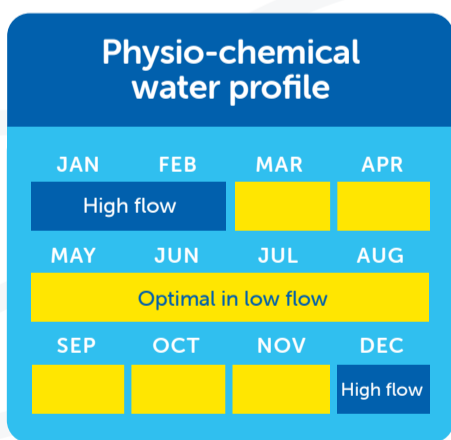 Physio-chemical
water profile
JAN FEB MAR APR
High flow
MAY JUN JUL AUG
Optimal in low flow
SEP OCT NOV DEC
High flow